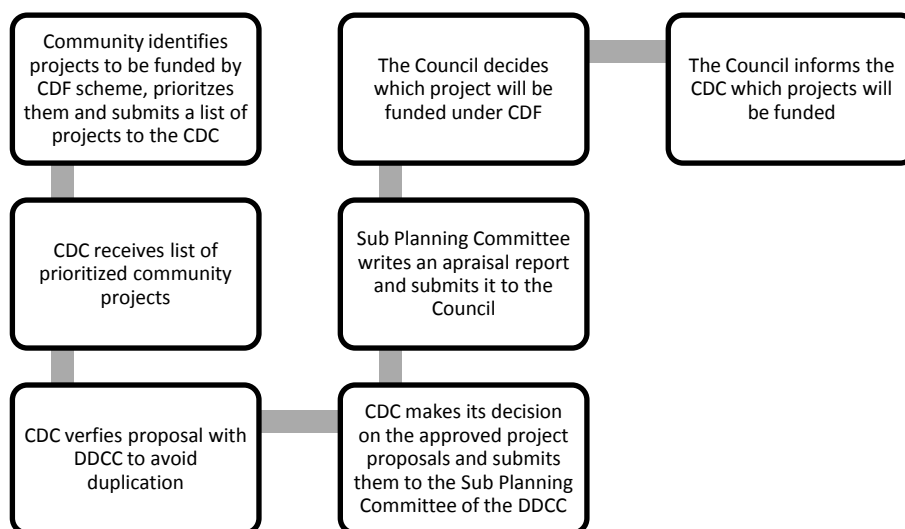 Community identifies
projects to be funded by
CDF scheme, prioritzes
them and submits a list of
projects to the CDC
CDC receives list of
prioritized community
projects
CDC verfies proposal with
DDCC to avoid
duplication
CDC makes its decision
on the approved project
proposals and submits
them to the Sub Planning
Committee of the DDCC
Sub Planning Committee
writes an apraisal report
and submits it to the
Council
The Council decides
which project will be
funded under CDF
The Council informs the
CDC which projects will
be funded